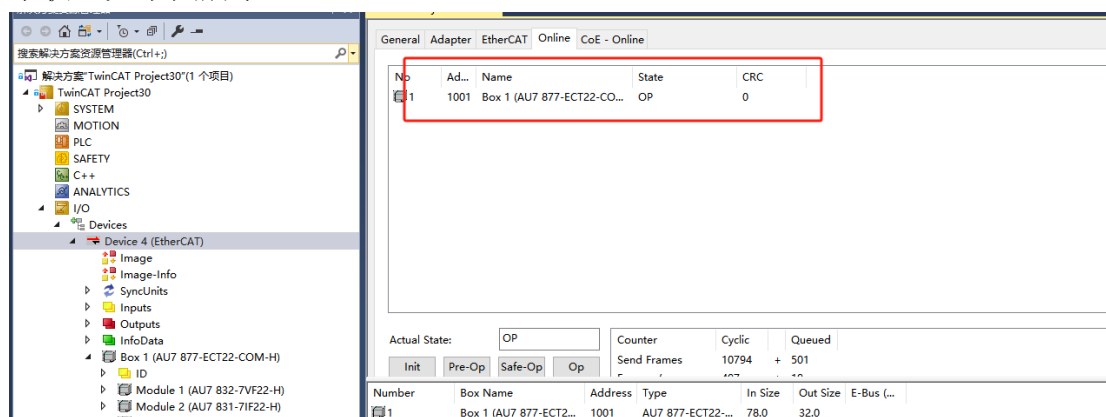 General Adapter EtherCAT Online CoE - Online
搜索解决方案资源管理器(Ctrl+;)
解决方案"TwinCAT Project30"(1 个项目)
TwinCAT Project30
SYSTEM
MOTION
PLC
SAFETY
C++
ANALYTICS
I/O
Devices
Device 4 (EtherCAT)
Image
Image-Info
SyncUnits
Inputs
Outputs
InfoData
Box 1 (AU7 877-ECT22-COM-H)
ID
Module 1 (AU7 832-7VF22-H)
Module 2 (AU7 831-7IF22-H)
No Ad... Name State CRC
1 1001 Box 1 (AU7 877-ECT22-CO... OP 0
Actual State: OP
Init Pre-Op Safe-Op Op
Counter Cyclic Queued
Send Frames 10794 + 501
Number Box Name Address Type In Size Out Size E-Bus (...
1 Box 1 (AU7 877-ECT2... 1001 AU7 877-ECT22-... 78.0 32.0